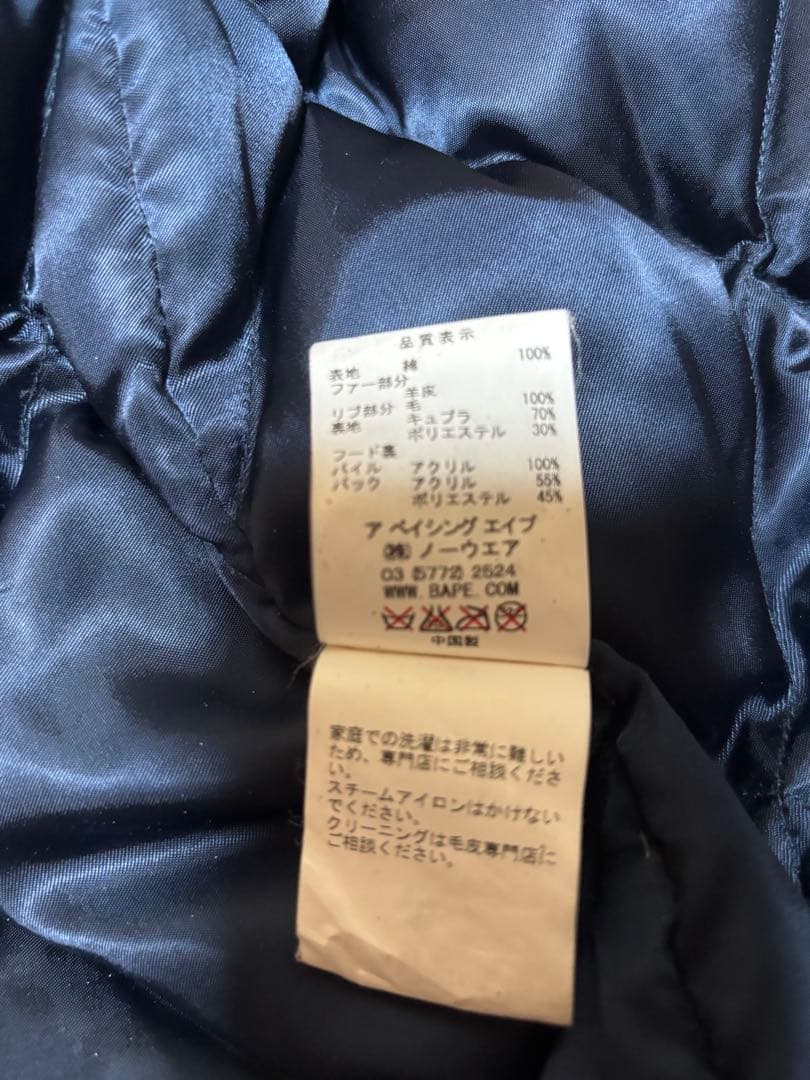 品質表示
表地 綿 100%
ファー部分
羊皮
リブ部分 毛 100%
裏地 キュプラ 70%
ポリエステル 30%
フード裏
パイル アクリル 100%
バック アクリル 55%
ポリエステル 45%
ア ベイシング エイプ
㈱ ノーウエア
03 (5772) 2524
WWW.BAPE.COM
中国製
家庭での洗濯は非常に難しい
ため、専門店にご相談くださ
い。
スチームアイロンはかけない
でください。
クリーニングは毛皮専門店に
ご相談ください。